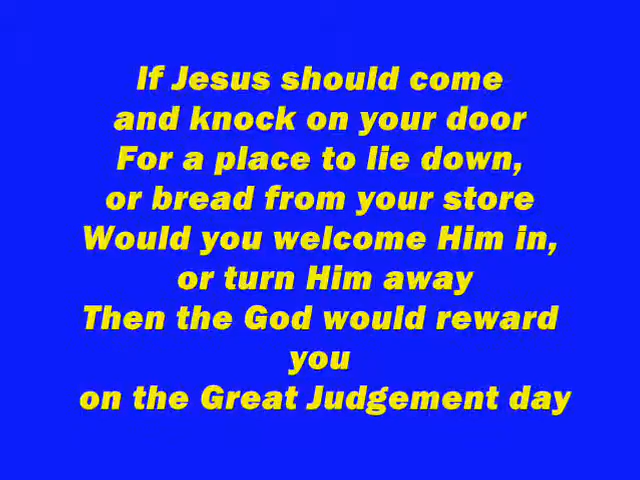 If Jesus should come
and knock on your door
For a place to lie down,
or bread from your store
Would you welcome Him in,
or turn Him away
Then the God would reward
you
on the Great Judgement day